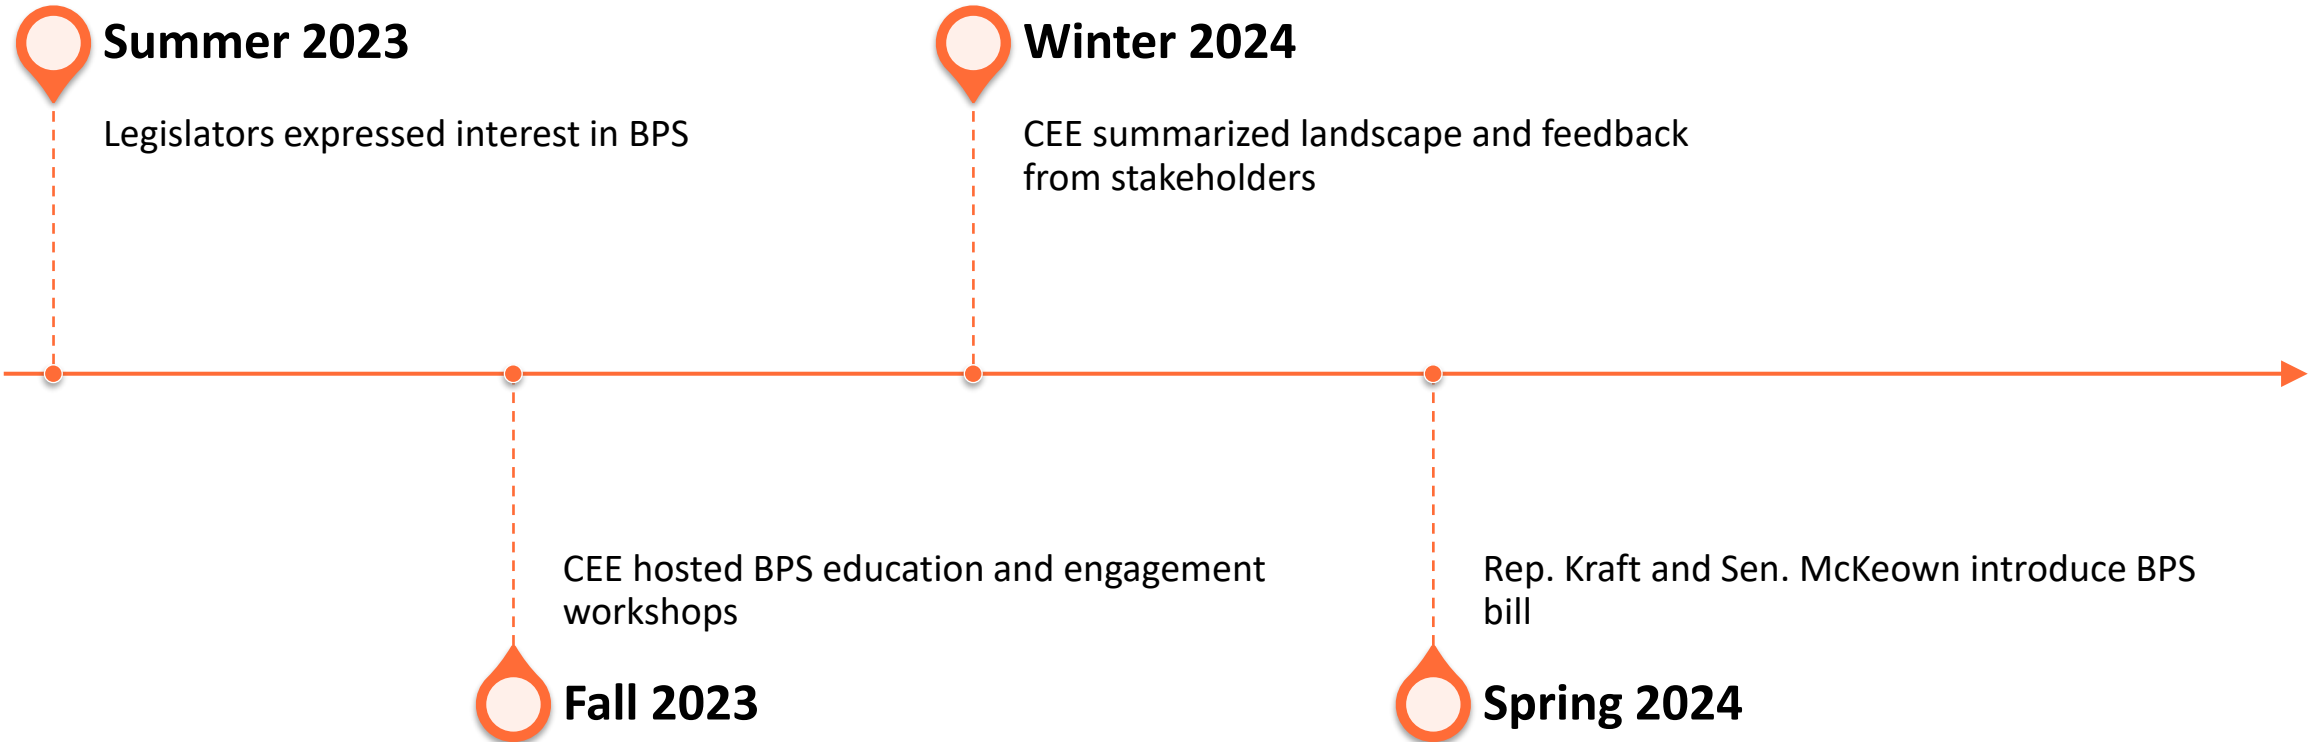 Summer 2023
Legislators expressed interest in BPS
Winter 2024
CEE summarized landscape and feedback
from stakeholders
CEE hosted BPS education and engagement
workshops
Fall 2023
Rep. Kraft and Sen. McKeown introduce BPS
bill
Spring 2024